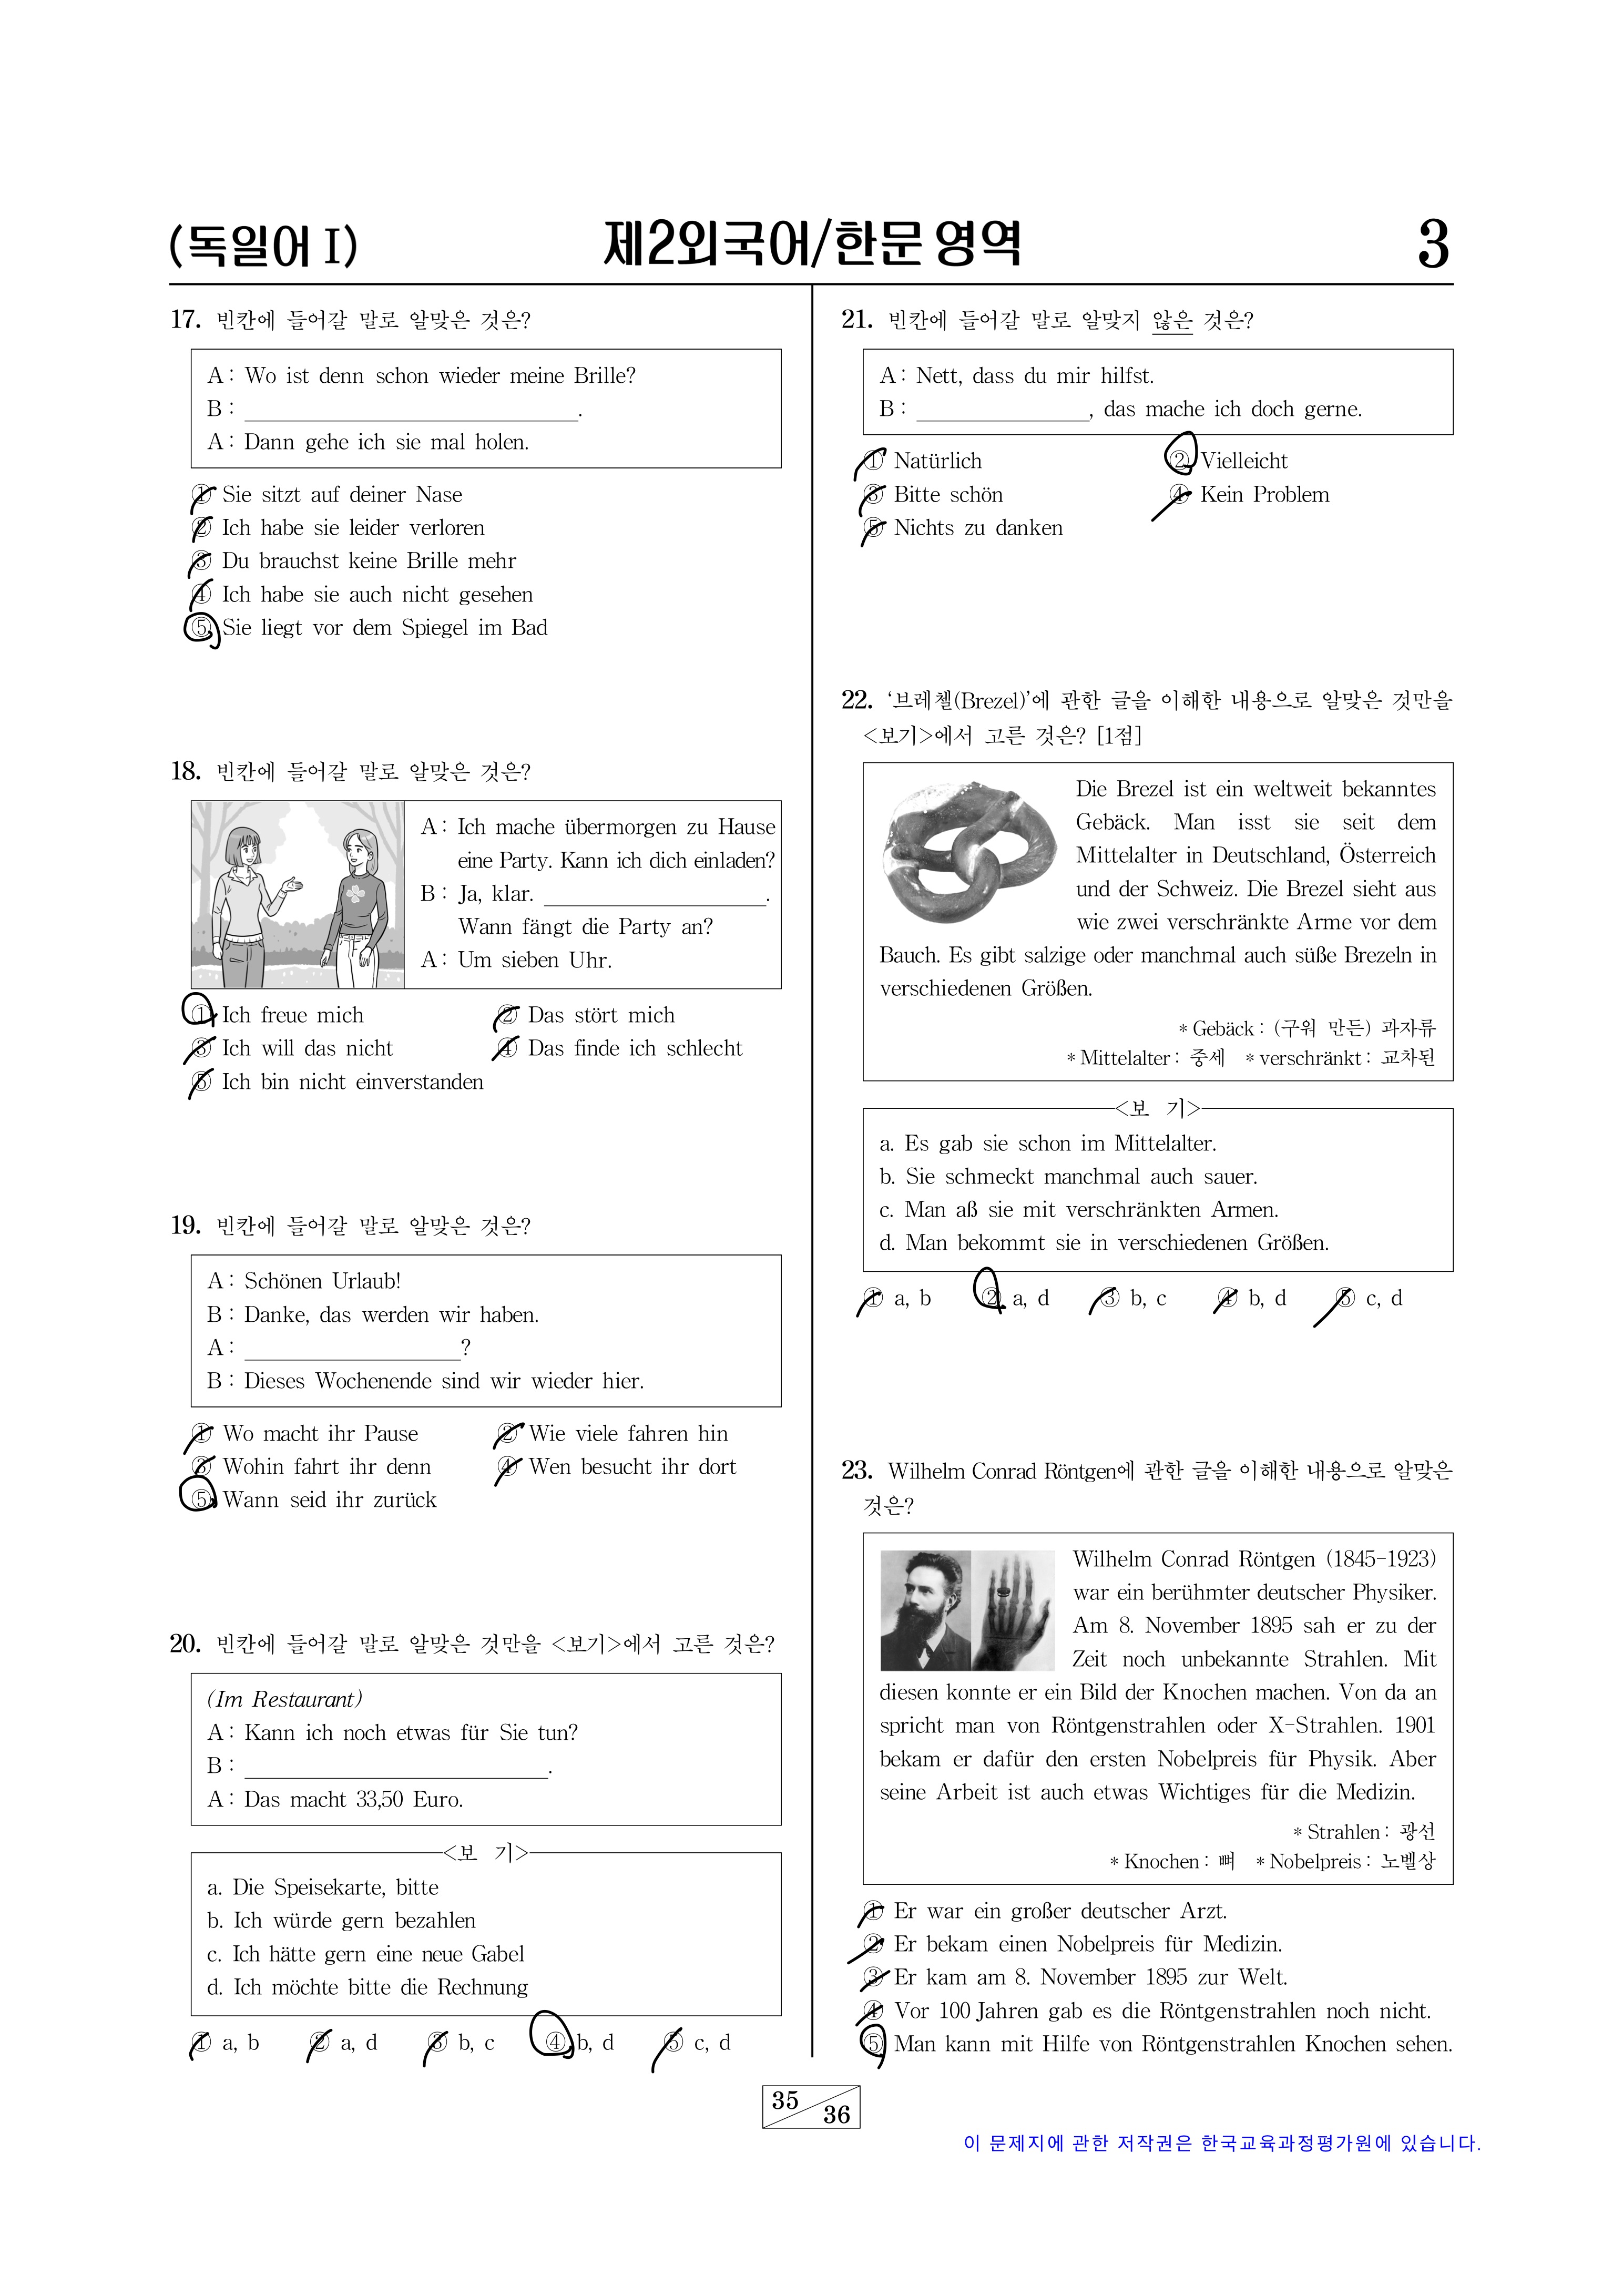 (독일어 I)
제2외국어/한문 영역
3
17. 빈칸에 들어갈 말로 알맞은 것은?
A : Wo ist denn schon wieder meine Brille?
B : ______________________.
A : Dann gehe ich sie mal holen.
① Sie sitzt auf deiner Nase
② Ich habe sie leider verloren
③ Du brauchst keine Brille mehr
④ Ich habe sie auch nicht gesehen
⑤ Sie liegt vor dem Spiegel im Bad
18. 빈칸에 들어갈 말로 알맞은 것은?
A : Ich mache übermorgen zu Hause
eine Party. Kann ich dich einladen?
B : Ja, klar. ______________________.
Wann fängt die Party an?
A : Um sieben Uhr.
① Ich freue mich ② Das stört mich
③ Ich will das nicht ④ Das finde ich schlecht
⑤ Ich bin nicht einverstanden
19. 빈칸에 들어갈 말로 알맞은 것은?
A : Schönen Urlaub!
B : Danke, das werden wir haben.
A : ______________________?
B : Dieses Wochenende sind wir wieder hier.
① Wo macht ihr Pause ② Wie viele fahren hin
③ Wohin fahrt ihr denn ④ Wen besucht ihr dort
⑤ Wann seid ihr zurück
20. 빈칸에 들어갈 말로 알맞은 것만을 <보기>에서 고른 것은?
(Im Restaurant)
A : Kann ich noch etwas für Sie tun?
B : ______________________.
A : Das macht 33,50 Euro.
<보 기>
a. Die Speisekarte, bitte
b. Ich würde gern bezahlen
c. Ich hätte gern eine neue Gabel
d. Ich möchte bitte die Rechnung
① a, b ② a, d ③ b, c ④ b, d ⑤ c, d
21. 빈칸에 들어갈 말로 알맞지 않은 것은?
A : Nett, dass du mir hilfst.
B : ______________________, das mache ich doch gerne.
① Natürlich ② Vielleicht
③ Bitte schön ④ Kein Problem
⑤ Nichts zu danken
22. ‘브레첼(Brezel)’에 관한 글을 이해한 내용으로 알맞은 것만을
<보기>에서 고른 것은? [1점]
Die Brezel ist ein weltweit bekanntes
Gebäck. Man isst sie seit dem
Mittelalter in Deutschland, Österreich
und der Schweiz. Die Brezel sieht aus
wie zwei verschränkte Arme vor dem
Bauch. Es gibt salzige oder manchmal auch süße Brezeln in
verschiedenen Größen.
* Gebäck : (구워 만든) 과자류
* Mittelalter : 중세 * verschränkt : 교차된
<보 기>
a. Es gab sie schon im Mittelalter.
b. Sie schmeckt manchmal auch sauer.
c. Man aß sie mit verschränkten Armen.
d. Man bekommt sie in verschiedenen Größen.
① a, b ② a, d ③ b, c ④ b, d ⑤ c, d
23. Wilhelm Conrad Röntgen에 관한 글을 이해한 내용으로 알맞은
것은?
Wilhelm Conrad Röntgen (1845-1923)
war ein berühmter deutscher Physiker.
Am 8. November 1895 sah er zu der
Zeit noch unbekannte Strahlen. Mit
diesen konnte er ein Bild der Knochen machen. Von da an
spricht man von Röntgenstrahlen oder X-Strahlen. 1901
bekam er dafür den ersten Nobelpreis für Physik. Aber
seine Arbeit ist auch etwas Wichtiges für die Medizin.
* Strahlen : 광선
* Knochen : 뼈 * Nobelpreis : 노벨상
① Er war ein großer deutscher Arzt.
② Er bekam einen Nobelpreis für Medizin.
③ Er kam am 8. November 1895 zur Welt.
④ Vor 100 Jahren gab es die Röntgenstrahlen noch nicht.
⑤ Man kann mit Hilfe von Röntgenstrahlen Knochen sehen.
35
36
이 문제지에 관한 저작권은 한국교육과정평가원에 있습니다.